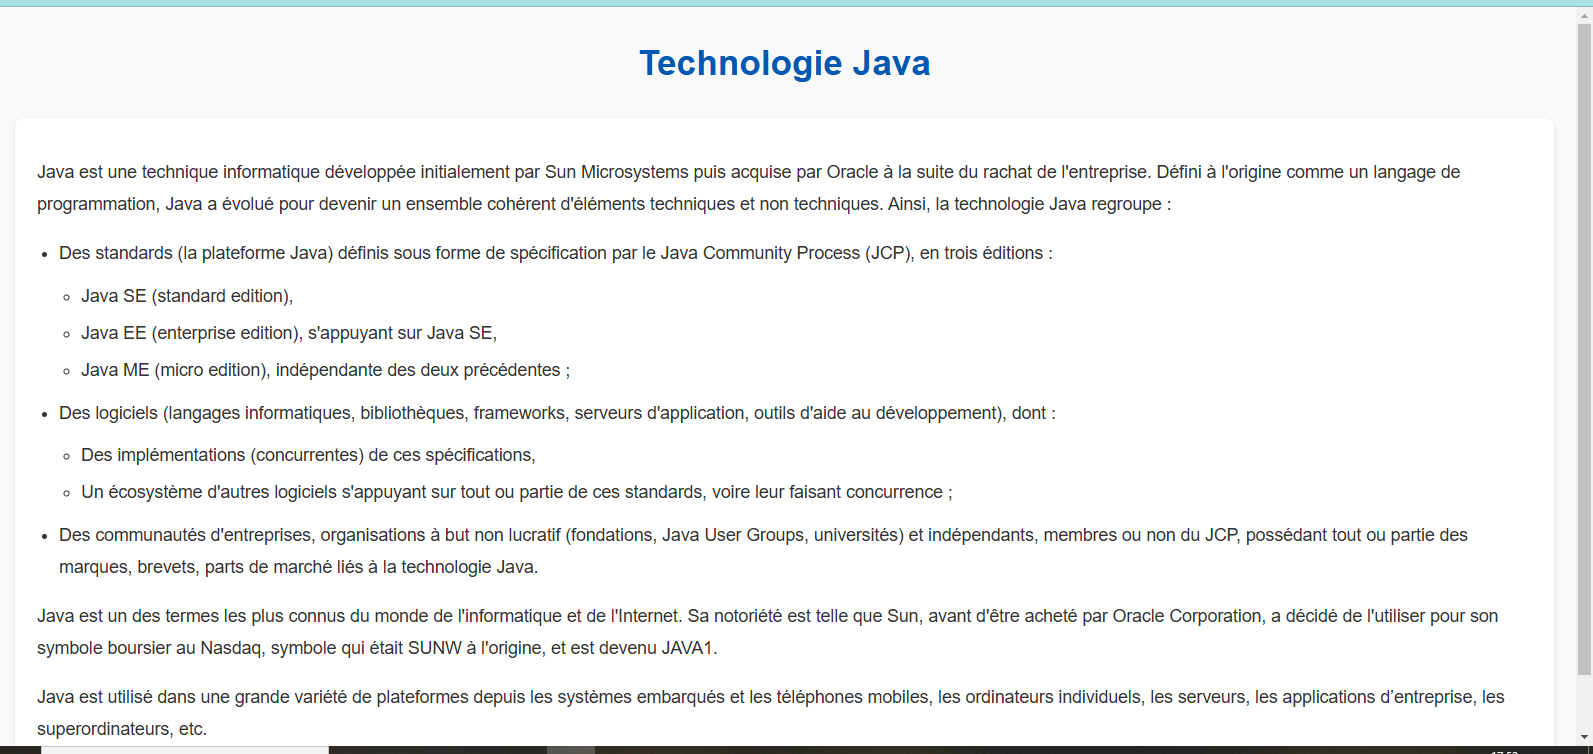 Technologie Java
Java est une technique informatique développée initialement par Sun Microsystems puis acquise par Oracle à la suite du rachat de l'entreprise. Défini à l'origine comme un langage de
programmation, Java a évolué pour devenir un ensemble cohérent d'éléments techniques et non techniques. Ainsi, la technologie Java regroupe :
• Des standards (la plateforme Java) définis sous forme de spécification par le Java Community Process (JCP), en trois éditions :
◦ Java SE (standard edition),
◦ Java EE (enterprise edition), s'appuyant sur Java SE,
◦ Java ME (micro edition), indépendante des deux précédentes ;
• Des logiciels (langages informatiques, bibliothèques, frameworks, serveurs d'application, outils d'aide au développement), dont :
◦ Des implémentations (concurrentes) de ces spécifications,
◦ Un écosystème d'autres logiciels s'appuyant sur tout ou partie de ces standards, voire leur faisant concurrence ;
• Des communautés d'entreprises, organisations à but non lucratif (fondations, Java User Groups, universités) et indépendants, membres ou non du JCP, possédant tout ou partie des
marques, brevets, parts de marché liés à la technologie Java.
Java est un des termes les plus connus du monde de l'informatique et de l'Internet. Sa notoriété est telle que Sun, avant d'être acheté par Oracle Corporation, a décidé de l'utiliser pour son
symbole boursier au Nasdaq, symbole qui était SUNW à l'origine, et est devenu JAVA1.
Java est utilisé dans une grande variété de plateformes depuis les systèmes embarqués et les téléphones mobiles, les ordinateurs individuels, les serveurs, les applications d’entreprise, les
superordinateurs, etc.